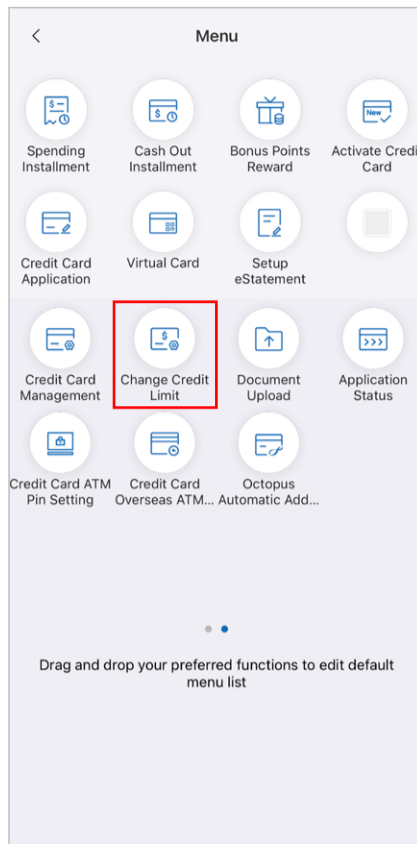 Menu
Spending
Installment
Cash Out
Installment
Bonus Points
Reward
Activate Credi
Card
New
Credit Card
Application
Virtual Card
Setup
eStatement
Credit Card
Management
Change Credit
Limit
Document
Upload
Application
Status
Credit Card ATM
Pin Setting
Credit Card
Overseas ATM...
Octopus
Automatic Add...
Drag and drop your preferred functions to edit default
menu list